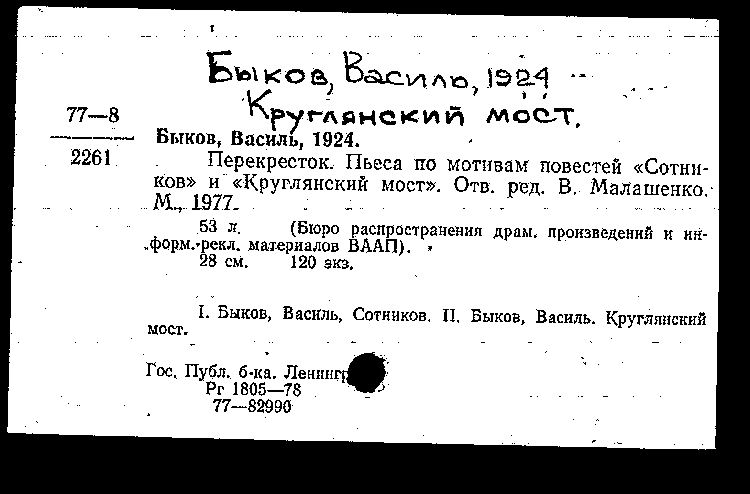 Быков, Василь, 1924
Круглянский мост.
77—8
2261
Быков, Василь, 1924.
Перекресток. Пьеса по мотивам повестей «Сотни-
ков» и «Круглянский мост». Отв. ред. В. Малашенко.
М., 1977.
53 л. (Бюро распространения драм. произведений и ин-
форм.-рекл. материалов ВААП).
28 см. 120 экз.
I. Быков, Василь, Сотников. II. Быков, Василь. Круглянский
мост.
Гос. Публ. б-ка. Ленингр
Рг 1805—78
77—82990